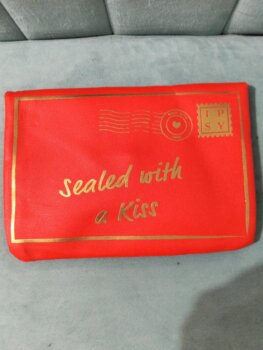 I P
S Y
Sealed with
a Kiss